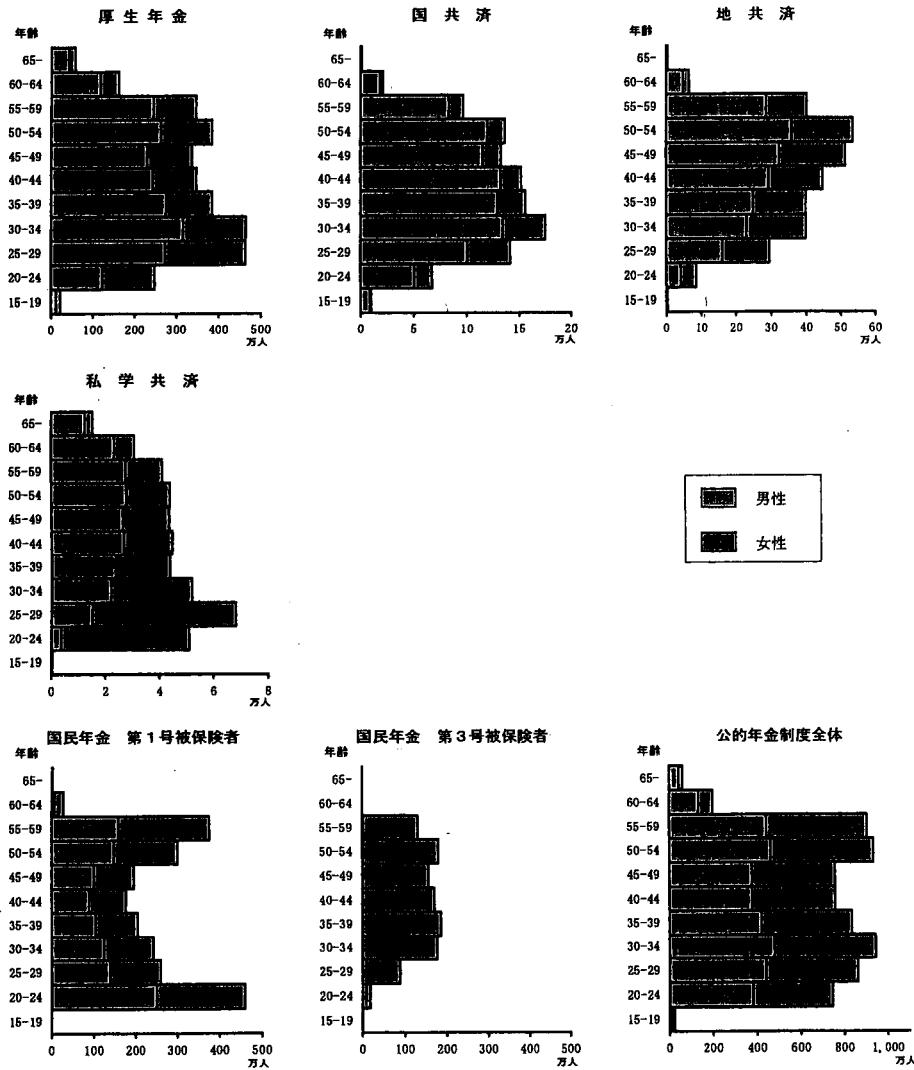 厚生年金
年齢
65-
60-64
55-59
50-54
45-49
40-44
35-39
30-34
25-29
20-24
15-19
0 100 200 300 400 500
万人
国共済
年齢
65-
60-64
55-59
50-54
45-49
40-44
35-39
30-34
25-29
20-24
15-19
0 5 10 15 20
万人
地共済
年齢
65-
60-64
55-59
50-54
45-49
40-44
35-39
30-34
25-29
20-24
15-19
0 10 20 30 40 50 60
万人
私学共済
年齢
65-
60-64
55-59
50-54
45-49
40-44
35-39
30-34
25-29
20-24
15-19
0 2 4 6 8
万人
男性
女性
国民年金 第1号被保険者
年齢
65-
60-64
55-59
50-54
45-49
40-44
35-39
30-34
25-29
20-24
15-19
0 100 200 300 400 500
万人
国民年金 第3号被保険者
年齢
65-
60-64
55-59
50-54
45-49
40-44
35-39
30-34
25-29
20-24
15-19
0 100 200 300 400 500
万人
公的年金制度全体
年齢
65-
60-64
55-59
50-54
45-49
40-44
35-39
30-34
25-29
20-24
15-19
0 200 400 600 800 1,000
万人